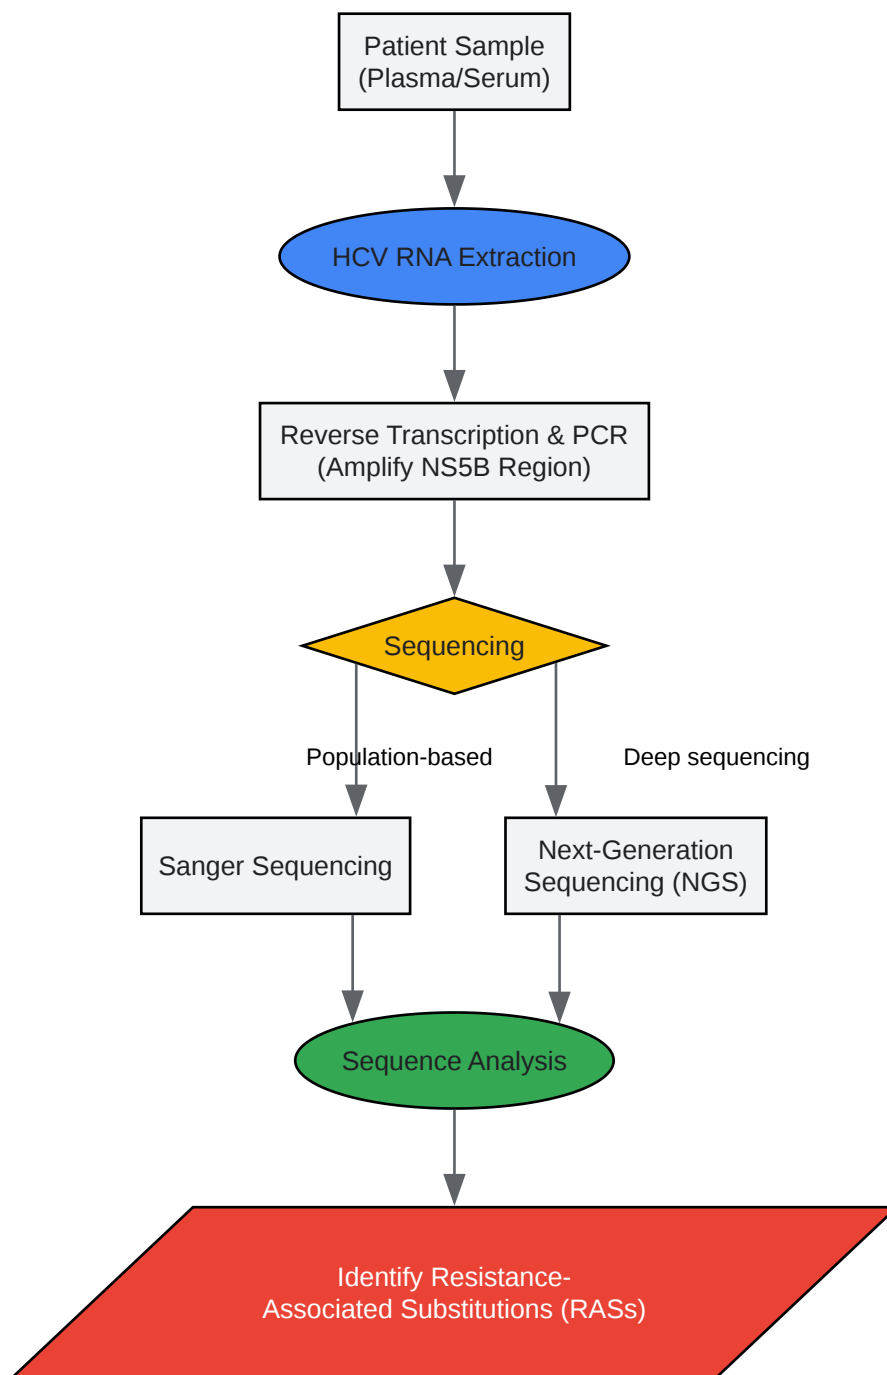 Patient Sample
(Plasma/Serum)
HCV RNA Extraction
Reverse Transcription & PCR
(Amplify NS5B Region)
Sequencing
Population-based
Deep sequencing
Sanger Sequencing
Next-Generation
Sequencing (NGS)
Sequence Analysis
Identify Resistance-
Associated Substitutions (RASs)